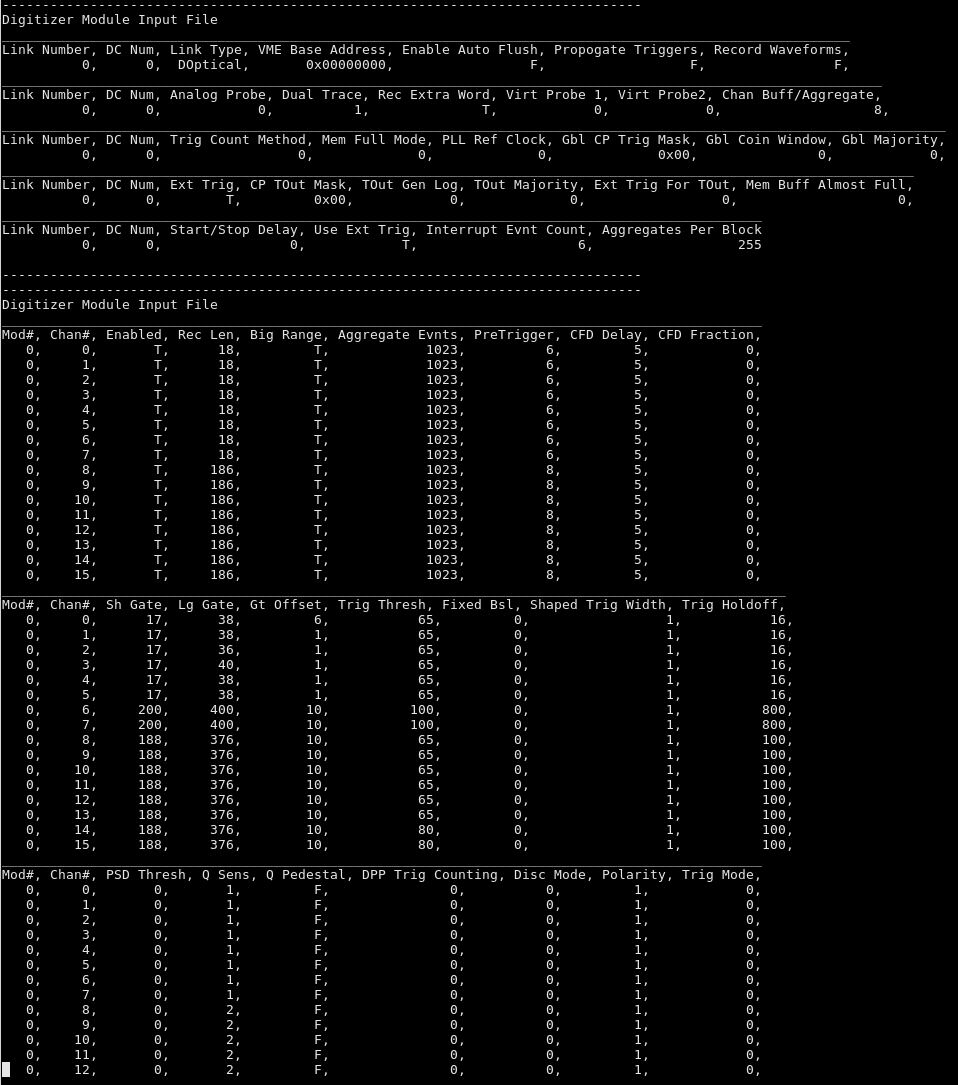 --------------------------------------------------------------------------------
Digitizer Module Input File
__________________________________________________________________________________________________________
Link Number, DC Num, Link Type, VME Base Address, Enable Auto Flush, Propogate Triggers, Record Waveforms,
          0,      0,  DOptical,       0x00000000,                 F,                  F,                F,
______________________________________________________________________________________________________________
Link Number, DC Num, Analog Probe, Dual Trace, Rec Extra Word, Virt Probe 1, Virt Probe2, Chan Buff/Aggregate,
          0,      0,            0,          1,              T,            0,           0,                   8,
______________________________________________________________________________________________________________________
Link Number, DC Num, Trig Count Method, Mem Full Mode, PLL Ref Clock, Gbl CP Trig Mask, Gbl Coin Window, Gbl Majority,
          0,      0,                 0,             0,             0,             0x00,               0,            0,
__________________________________________________________________________________________________________________
Link Number, DC Num, Ext Trig, CP TOut Mask, TOut Gen Log, TOut Majority, Ext Trig For TOut, Mem Buff Almost Full,
          0,      0,        T,         0x00,           0,             0,                 0,                    0,
_______________________________________________________________________________________________
Link Number, DC Num, Start/Stop Delay, Use Ext Trig, Interrupt Evnt Count, Aggregates Per Block
          0,      0,                0,            T,                    6,                  255
--------------------------------------------------------------------------------
--------------------------------------------------------------------------------
Digitizer Module Input File
_______________________________________________________________________________________________
Mod#, Chan#, Enabled, Rec Len, Big Range, Aggregate Evnts, PreTrigger, CFD Delay, CFD Fraction,
   0,     0,       T,      18,         T,            1023,          6,         5,            0,
   0,     1,       T,      18,         T,            1023,          6,         5,            0,
   0,     2,       T,      18,         T,            1023,          6,         5,            0,
   0,     3,       T,      18,         T,            1023,          6,         5,            0,
   0,     4,       T,      18,         T,            1023,          6,         5,            0,
   0,     5,       T,      18,         T,            1023,          6,         5,            0,
   0,     6,       T,      18,         T,            1023,          6,         5,            0,
   0,     7,       T,      18,         T,            1023,          6,         5,            0,
   0,     8,       T,     186,         T,            1023,          8,         5,            0,
   0,     9,       T,     186,         T,            1023,          8,         5,            0,
   0,    10,       T,     186,         T,            1023,          8,         5,            0,
   0,    11,       T,     186,         T,            1023,          8,         5,            0,
   0,    12,       T,     186,         T,            1023,          8,         5,            0,
   0,    13,       T,     186,         T,            1023,          8,         5,            0,
   0,    14,       T,     186,         T,            1023,          8,         5,            0,
   0,    15,       T,     186,         T,            1023,          8,         5,            0,
__________________________________________________________________________________________________
Mod#, Chan#, Sh Gate, Lg Gate, Gt Offset, Trig Thresh, Fixed Bsl, Shaped Trig Width, Trig Holdoff,
   0,     0,      17,      38,         6,           65,        0,                 1,           16,
   0,     1,      17,      38,         1,           65,        0,                 1,           16,
   0,     2,      17,      36,         1,           65,        0,                 1,           16,
   0,     3,      17,      40,         1,           65,        0,                 1,           16,
   0,     4,      17,      38,         1,           65,        0,                 1,           16,
   0,     5,      17,      38,         1,           65,        0,                 1,           16,
   0,     6,     200,     400,        10,          100,        0,                 1,          800,
   0,     7,     200,     400,        10,          100,        0,                 1,          800,
   0,     8,     188,     376,        10,           65,        0,                 1,          100,
   0,     9,     188,     376,        10,           65,        0,                 1,          100,
   0,    10,     188,     376,        10,           65,        0,                 1,          100,
   0,    11,     188,     376,        10,           65,        0,                 1,          100,
   0,    12,     188,     376,        10,           65,        0,                 1,          100,
   0,    13,     188,     376,        10,           65,        0,                 1,          100,
   0,    14,     188,     376,        10,           80,        0,                 1,          100,
   0,    15,     188,     376,        10,           80,        0,                 1,          100,
_______________________________________________________________________________________________
Mod#, Chan#, PSD Thresh, Q Sens, Q Pedestal, DPP Trig Counting, Disc Mode, Polarity, Trig Mode,
   0,     0,       0,       1,         F,               0,          0,         1,            0,
   0,     1,       0,       1,         F,               0,          0,         1,            0,
   0,     2,       0,       1,         F,               0,          0,         1,            0,
   0,     3,       0,       1,         F,               0,          0,         1,            0,
   0,     4,       0,       1,         F,               0,          0,         1,            0,
   0,     5,       0,       1,         F,               0,          0,         1,            0,
   0,     6,       0,       1,         F,               0,          0,         1,            0,
   0,     7,       0,       1,         F,               0,          0,         1,            0,
   0,     8,       0,       2,         F,               0,          0,         1,            0,
   0,     9,       0,       2,         F,               0,          0,         1,            0,
   0,    10,       0,       2,         F,               0,          0,         1,            0,
   0,    11,       0,       2,         F,               0,          0,         1,            0,
   0,    12,       0,       2,         F,               0,          0,         1,            0,